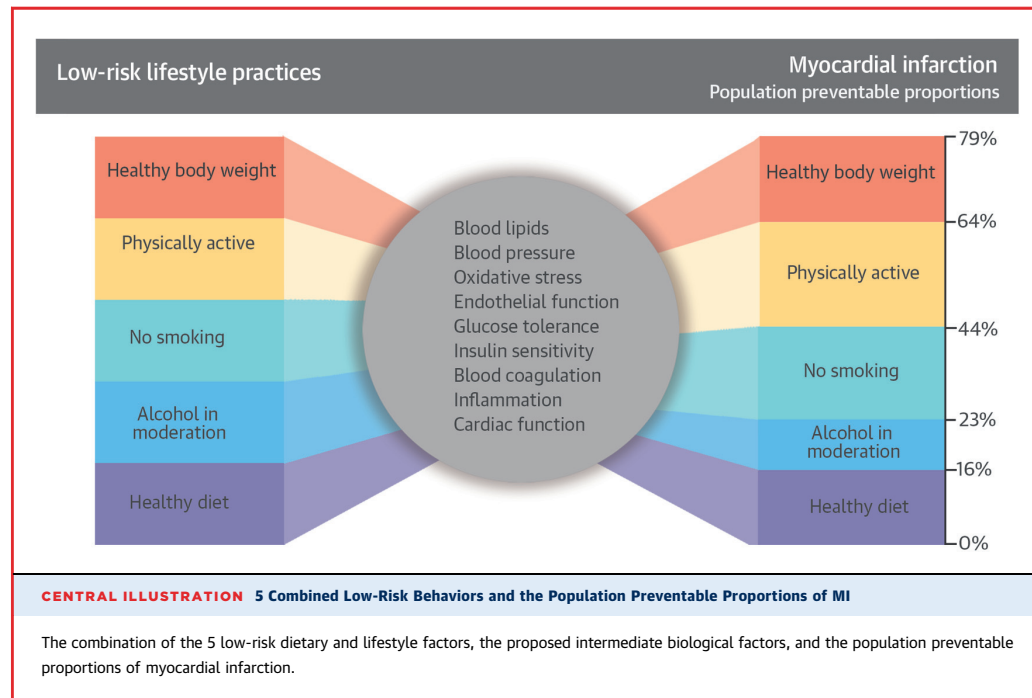 Low-risk lifestyle practices
Myocardial infarction
Population preventable proportions
Healthy body weight
Physically active
No smoking
Alcohol in
moderation
Healthy diet
Blood lipids
Blood pressure
Oxidative stress
Endothelial function
Glucose tolerance
Insulin sensitivity
Blood coagulation
Inflammation
Cardiac function
Healthy body weight
Physically active
No smoking
Alcohol in
moderation
Healthy diet
79%
64%
44%
23%
16%
0%
CENTRAL ILLUSTRATION 5 Combined Low-Risk Behaviors and the Population Preventable Proportions of MI
The combination of the 5 low-risk dietary and lifestyle factors, the proposed intermediate biological factors, and the population preventable
proportions of myocardial infarction.